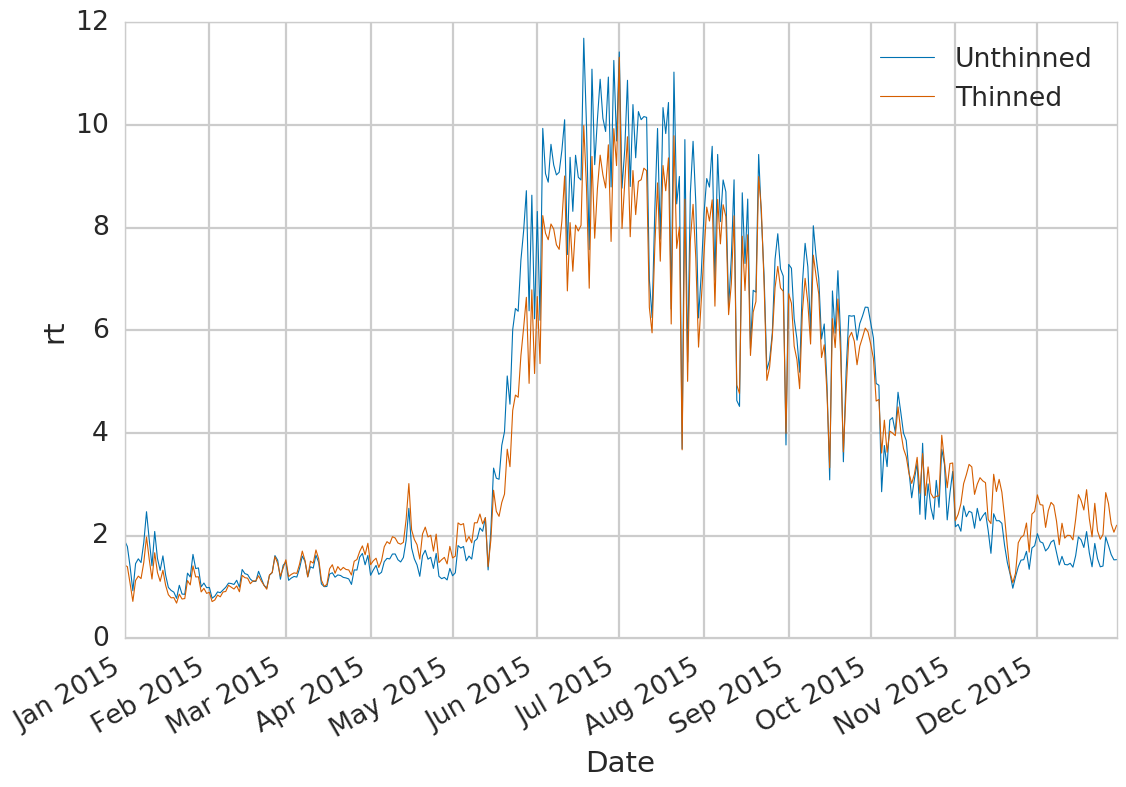 12
Unthinned
Thinned
10
8
6
4
2
0
rt
Jan 2015
Feb 2015
Mar 2015
Apr 2015
May 2015
Jun 2015
Jul 2015
Aug 2015
Sep 2015
Oct 2015
Nov 2015
Dec 2015
Date